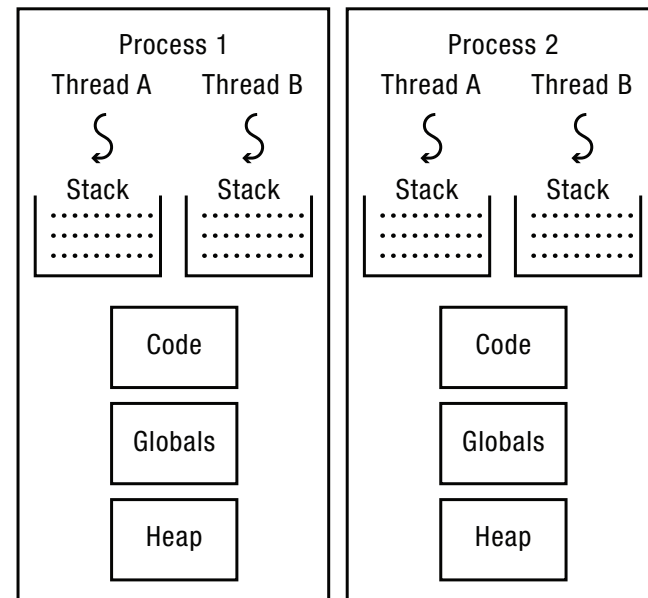 Process 1
Thread A Thread B
Stack Stack
Code
Globals
Heap
Process 2
Thread A Thread B
Stack Stack
Code
Globals
Heap